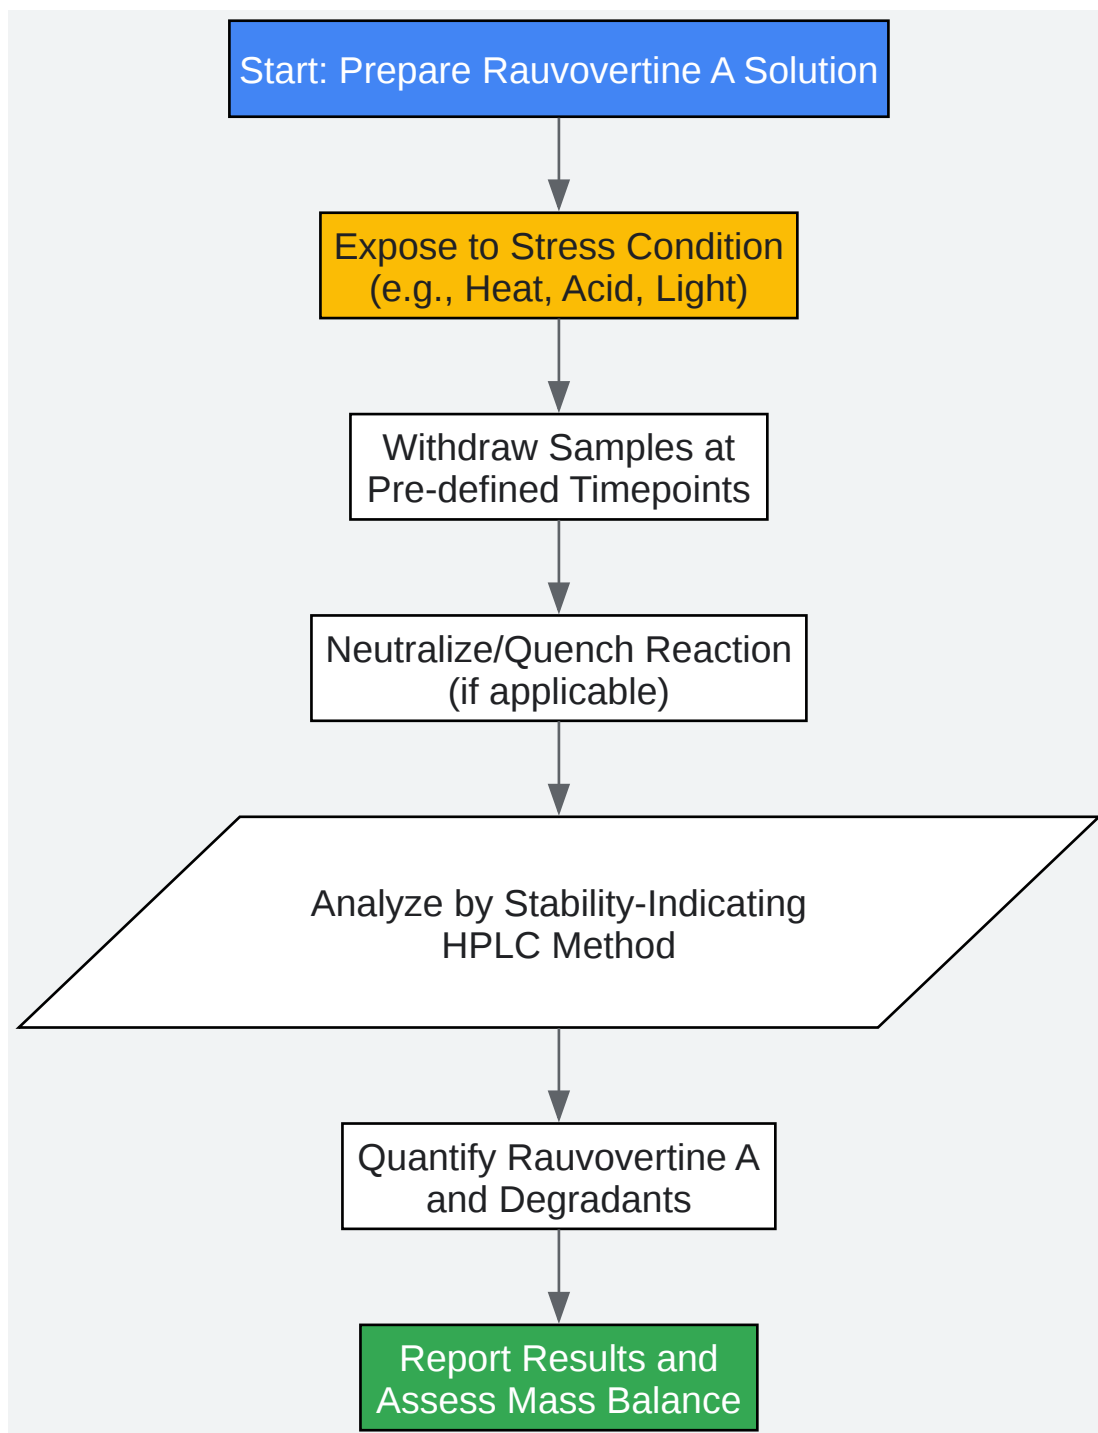 Start: Prepare Rauvovertine A Solution
Expose to Stress Condition
(e.g., Heat, Acid, Light)
Withdraw Samples at
Pre-defined Timepoints
Neutralize/Quench Reaction
(if applicable)
Analyze by Stability-Indicating
HPLC Method
Quantify Rauvovertine A
and Degradants
Report Results and
Assess Mass Balance